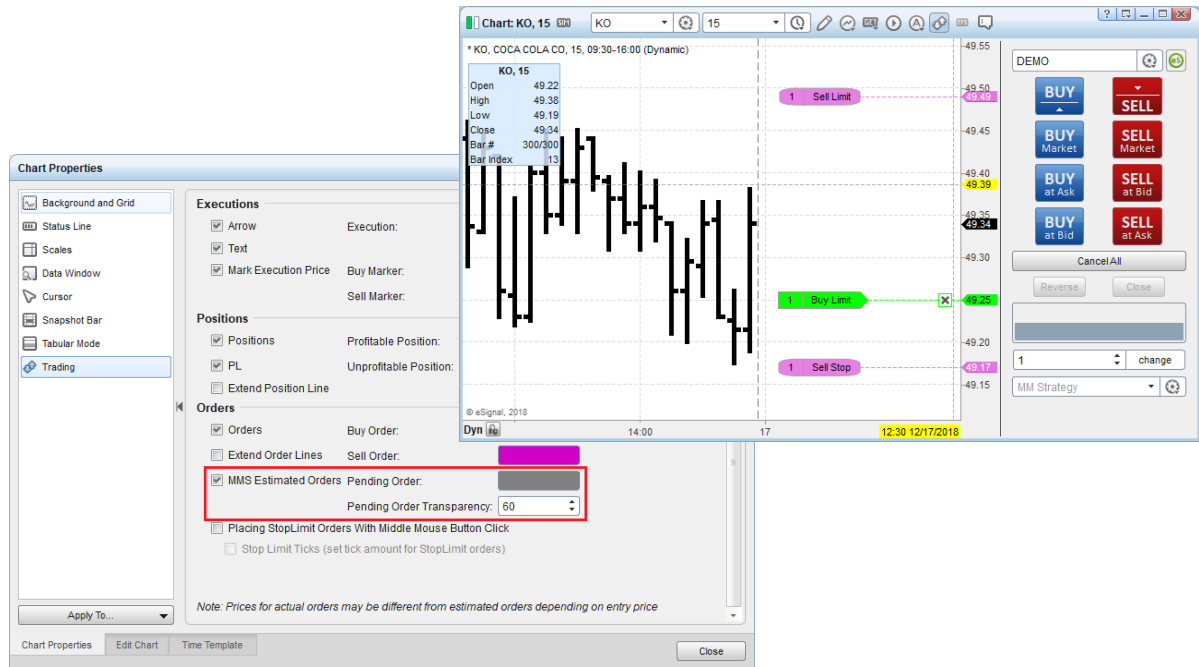 Chart: KO, 15
KO
15
?
* KO, COCA COLA CO, 15, 09:30-16:00 (Dynamic)
KO, 15
Open 49.22
High 49.38
Low 49.19
Close 49.34
Bar # 300/300
Bar Index 13
1 Sell Limit
1 Buy Limit
1 Sell Stop
49.55
49.50
49.49
49.45
49.40
49.39
49.35
49.34
49.30
49.25
49.20
49.17
49.15
© eSignal, 2018
Dyn
14:00
17
12:30 12/17/2018
DEMO
BUY
SELL
BUY Market
SELL Market
BUY at Ask
SELL at Bid
BUY at Bid
SELL at Ask
Cancel All
Reverse
Close
1
change
MM Strategy
Chart Properties
Background and Grid
Status Line
Scales
Data Window
Cursor
Snapshot Bar
Tabular Mode
Trading
Apply To...
Executions
Arrow
Execution:
Text
Mark Execution Price
Buy Marker:
Sell Marker:
Positions
Positions
Profitable Position:
PL
Unprofitable Position:
Extend Position Line
Orders
Orders
Buy Order:
Extend Order Lines
Sell Order:
MMS Estimated Orders
Pending Order:
Pending Order Transparency: 60
Placing StopLimit Orders With Middle Mouse Button Click
Stop Limit Ticks (set tick amount for StopLimit orders)
Note: Prices for actual orders may be different from estimated orders depending on entry price
Chart Properties
Edit Chart
Time Template
Close